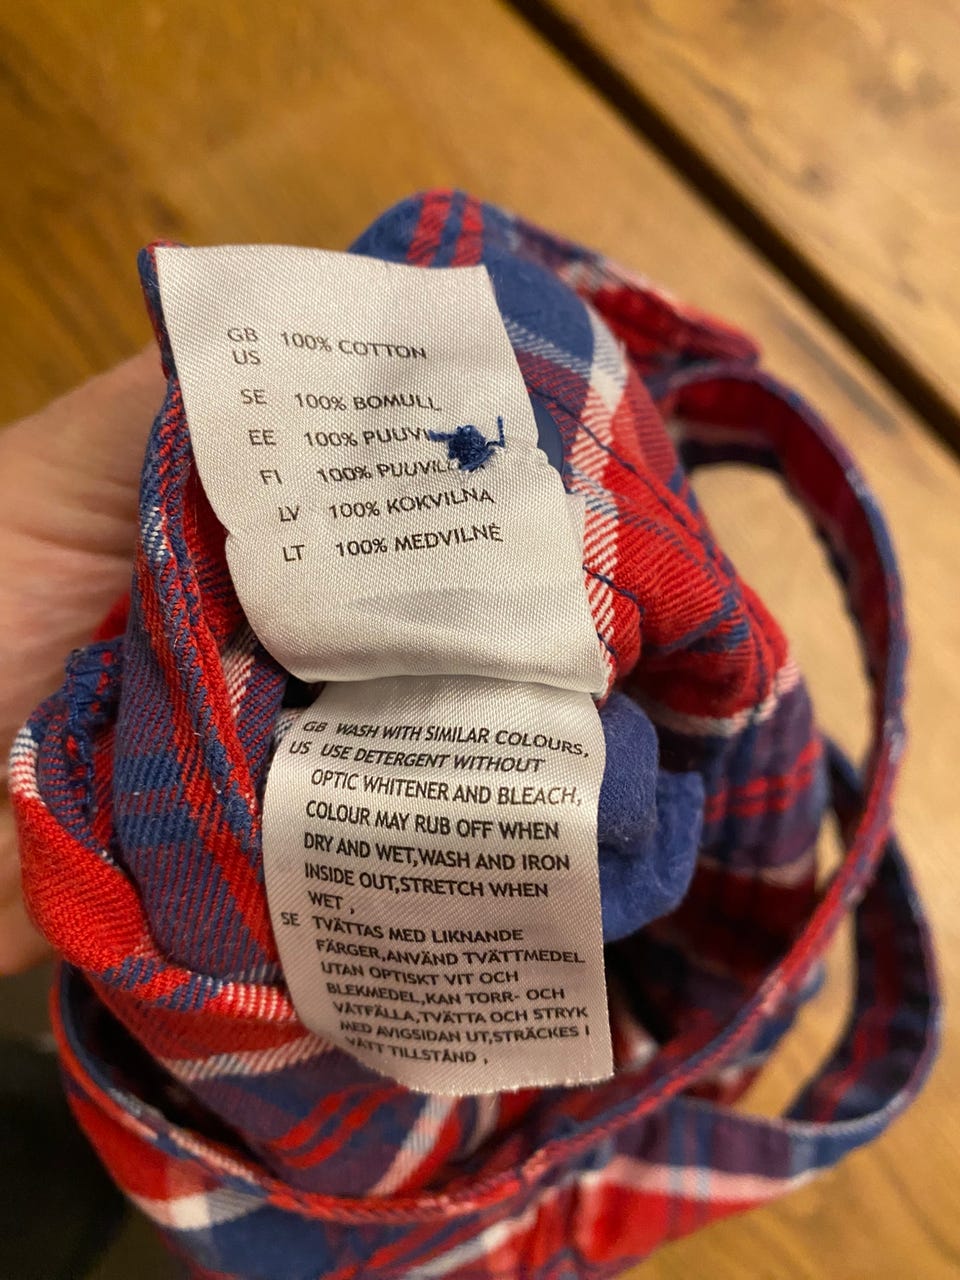 GB 100% COTTON
US
SE 100% BOMULL
EE 100%
FI 100%
LV 100% KOKVILNA
LT 100% MEDVILNĖ
GB WASH WITH SIMILAR COLOURS,
US USE DETERGENT WITHOUT
OPTIC WHITENER AND BLEACH,
COLOUR MAY RUB OFF WHEN
DRY AND WET,WASH AND IRON
INSIDE OUT,STRETCH WHEN
WET ,
SE TVÄTTAS MED LIKNANDE
FÄRGER,ANVÄND TVÄTTMEDEL
UTAN OPTISKT VIT OCH
BLEKMEDEL,KAN TORR- OCH
VÅTFÄLLA,TVÄTTA OCH STRYK
MED AVIGSIDAN UT,STRÄCKES I
VÅTT TILLSTÅND ,